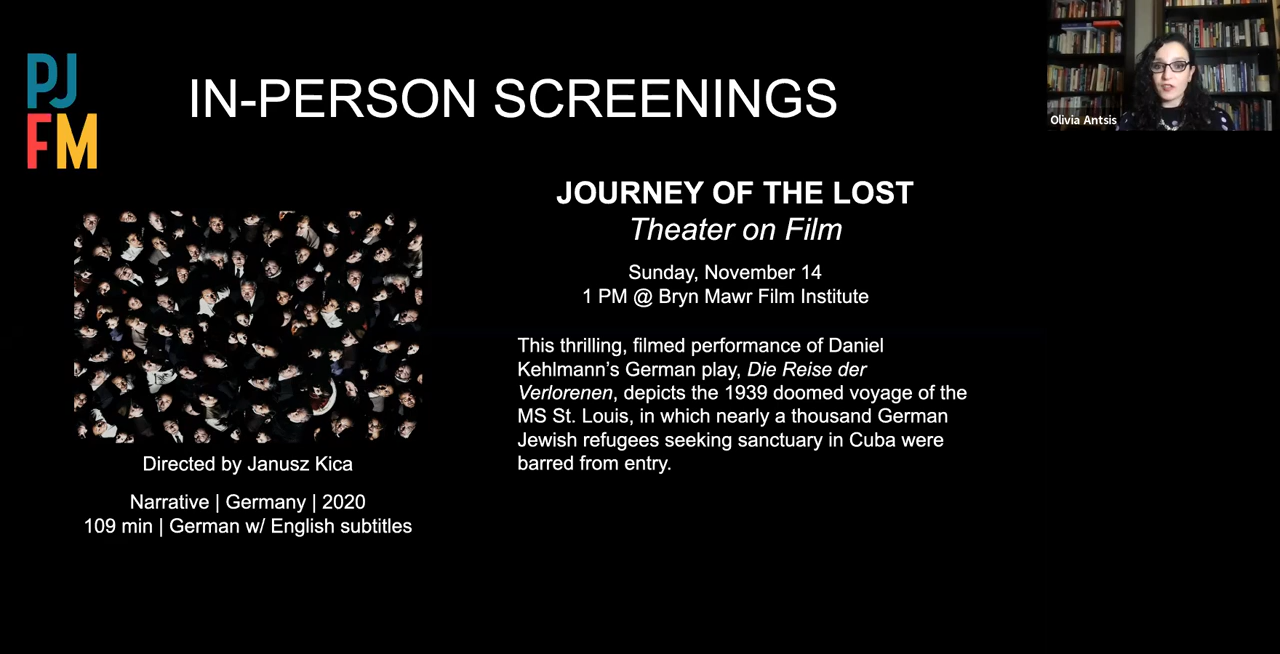 PJ
FM
IN-PERSON SCREENINGS
Olivia Antsis
JOURNEY OF THE LOST
Theater on Film
Sunday, November 14
1 PM @ Bryn Mawr Film Institute
This thrilling, filmed performance of Daniel
Kehlmann’s German play, Die Reise der
Verlorenen, depicts the 1939 doomed voyage of the
MS St. Louis, in which nearly a thousand German
Jewish refugees seeking sanctuary in Cuba were
barred from entry.
Directed by Janusz Kica
Narrative | Germany | 2020
109 min | German w/ English subtitles